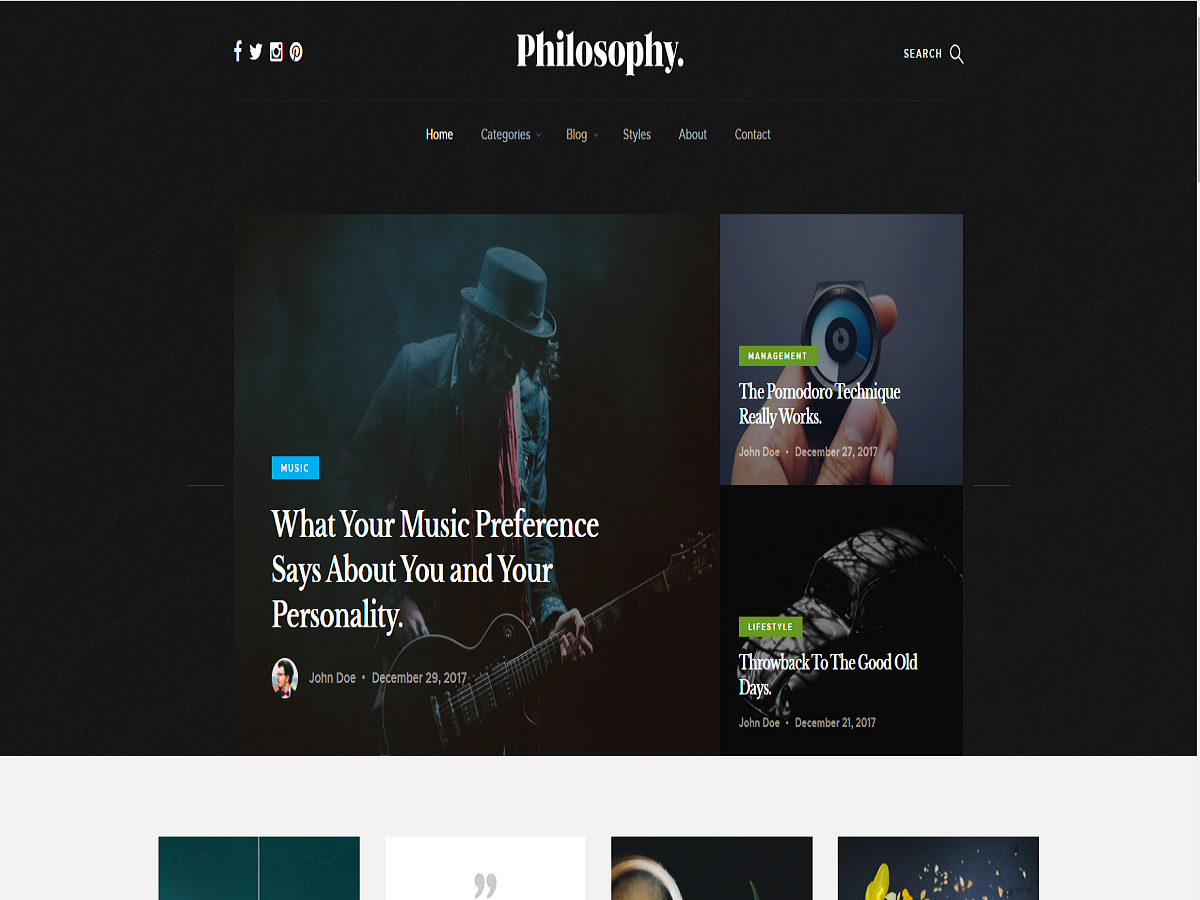 Philosophy.
SEARCH
Home Categories Blog Styles About Contact
MUSIC
What Your Music Preference
Says About You and Your
Personality.
John Doe • December 29, 2017
MANAGEMENT
The Pomodoro Technique
Really Works.
John Doe • December 27, 2017
LIFESTYLE
Throwback To The Good Old
Days.
John Doe • December 21, 2017
”